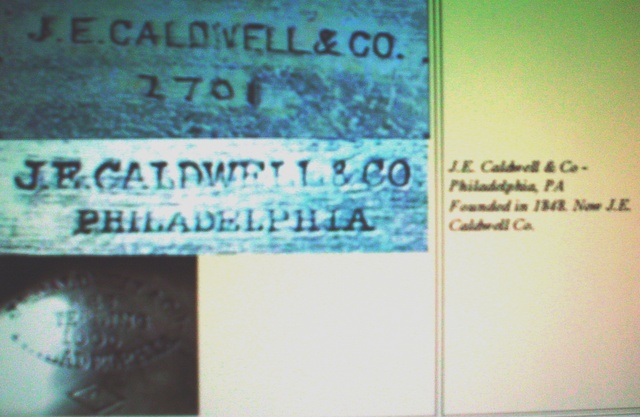 J.E.CALDWELL&CO.
2701
J.E.CALDWELL&CO
PHILADELPHIA
J.E. Caldwell & Co -
Philadelphia, PA
Founded in 1848. Now J.E.
Caldwell Co.